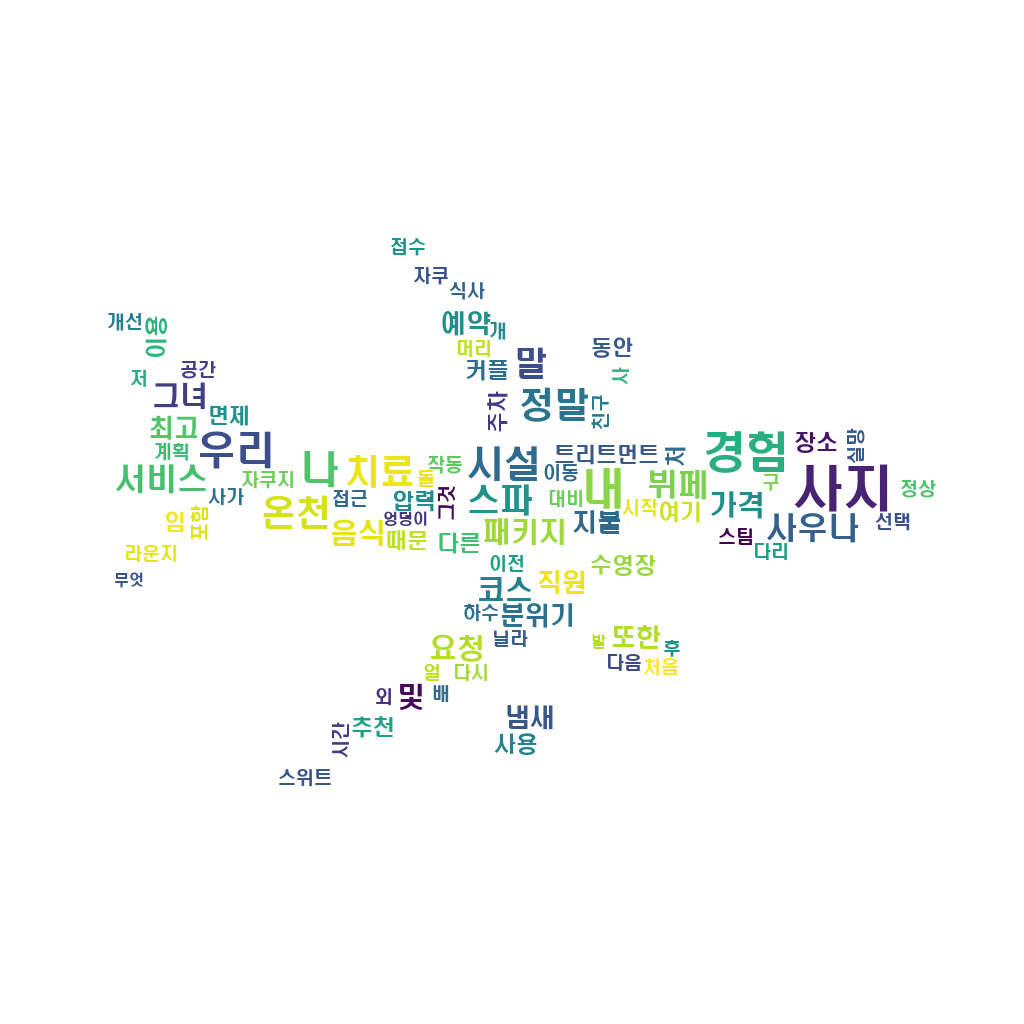 접수
자쿠
식사
개선
이용
예약
개
머리
동안
말
공간
커플
저
사
그녀
주차
정말
친구
면제
최고
우리
계획
경험
장소
실망
나
치료
작동
시설
트리트먼트
처
서비스
쟈쿠지
돌
이동
내
뷔페
구
사지
정상
사가
접근
압력
그것
스파
대비
시작
여기
가격
온천
임
포함
음식
엉덩이
때문
다른
패키지
지불
스팀
사우나
선택
라운지
다리
무엇
이전
수영장
코스
직원
하수
분위기
닐라
발
또한
후
요청
다음
처음
얼
다시
외
및
배
냄새
시간
추천
사용
스위트